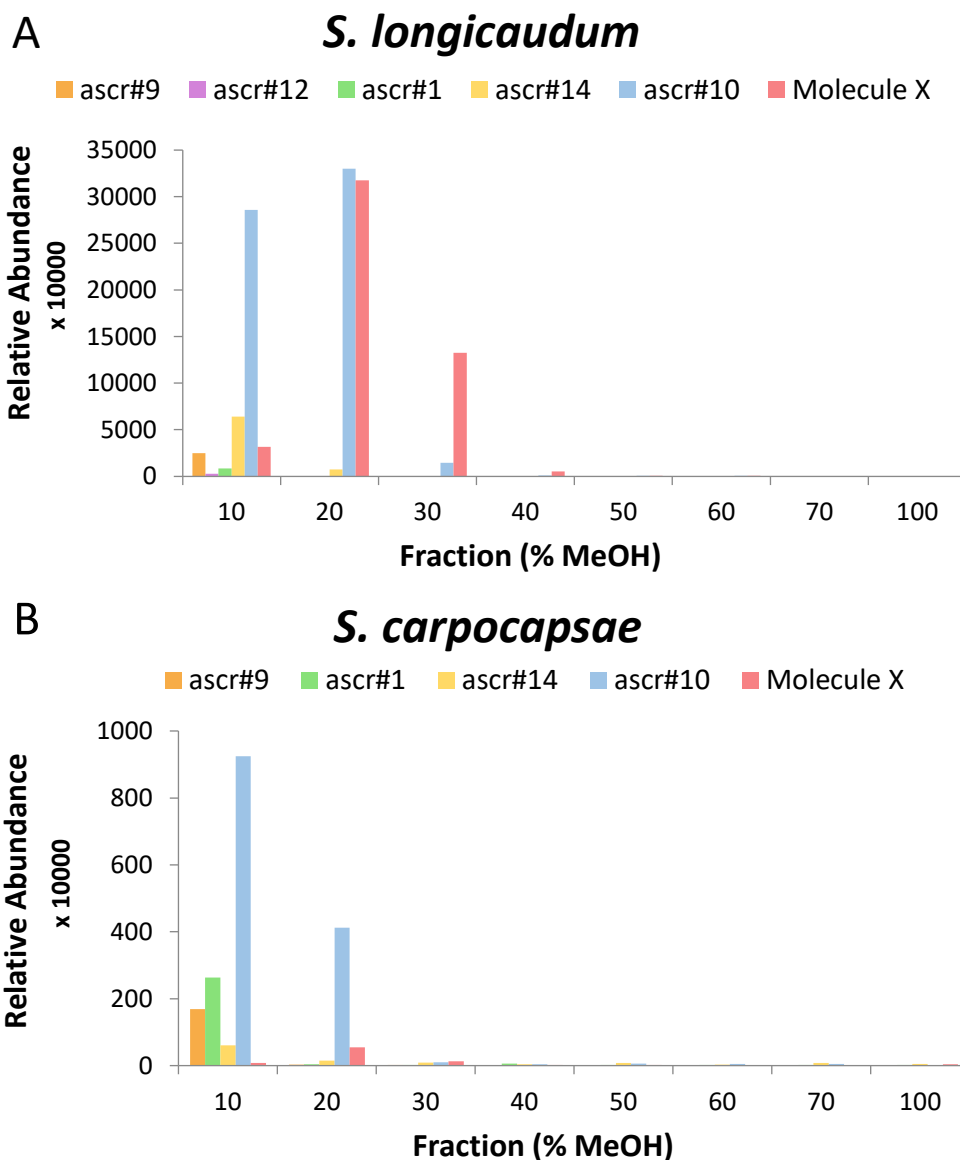 A
S. longicaudum
ascr#9 ascr#12 ascr#1 ascr#14 ascr#10 Molecule X
Relative Abundance
x 10000
35000
30000
25000
20000
15000
10000
5000
0
10 20 30 40 50 60 70 100
Fraction (% MeOH)
B
S. carpocapsae
ascr#9 ascr#1 ascr#14 ascr#10 Molecule X
Relative Abundance
x 10000
1000
800
600
400
200
0
10 20 30 40 50 60 70 100
Fraction (% MeOH)